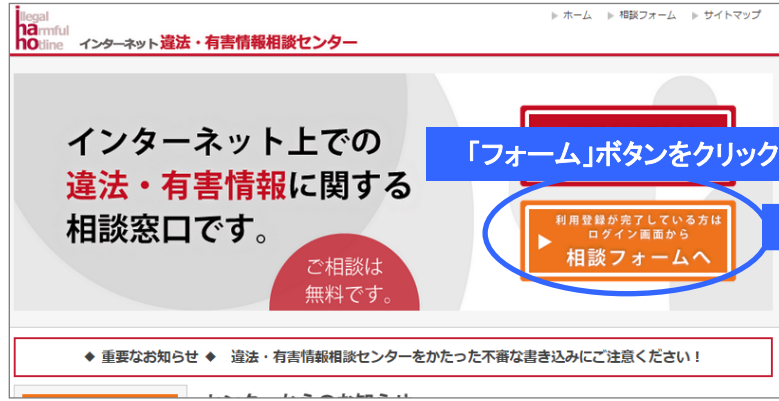 illegal
harmful
hotline
インターネット違法・有害情報相談センター
ホーム
相談フォーム
サイトマップ
インターネット上での
違法・有害情報に関する
相談窓口です。
ご相談は
無料です。
「フォーム」ボタンをクリック
利用登録が完了している方は
ログイン画面から
相談フォームへ
◆ 重要なお知らせ ◆ 違法・有害情報相談センターをかたった不審な書き込みにご注意ください！